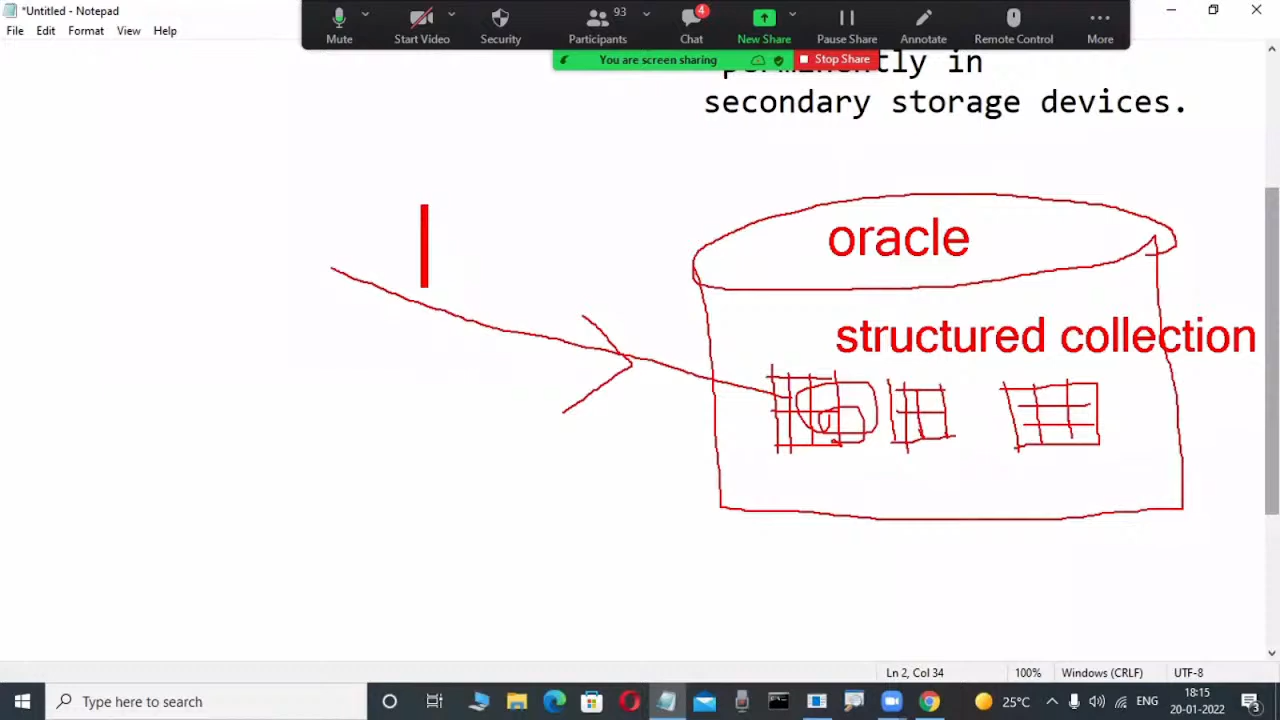 *Untitled - Notepad
File Edit Format View Help
Mute Start Video Security Participants 93 Chat 4 New Share Pause Share Annotate Remote Control More
You are screen sharing Stop Share
in
secondary storage devices.
oracle
structured collection
Ln 2, Col 34 100% Windows (CRLF) UTF-8
Type here to search
25°C ENG 18:15 20-01-2022 3